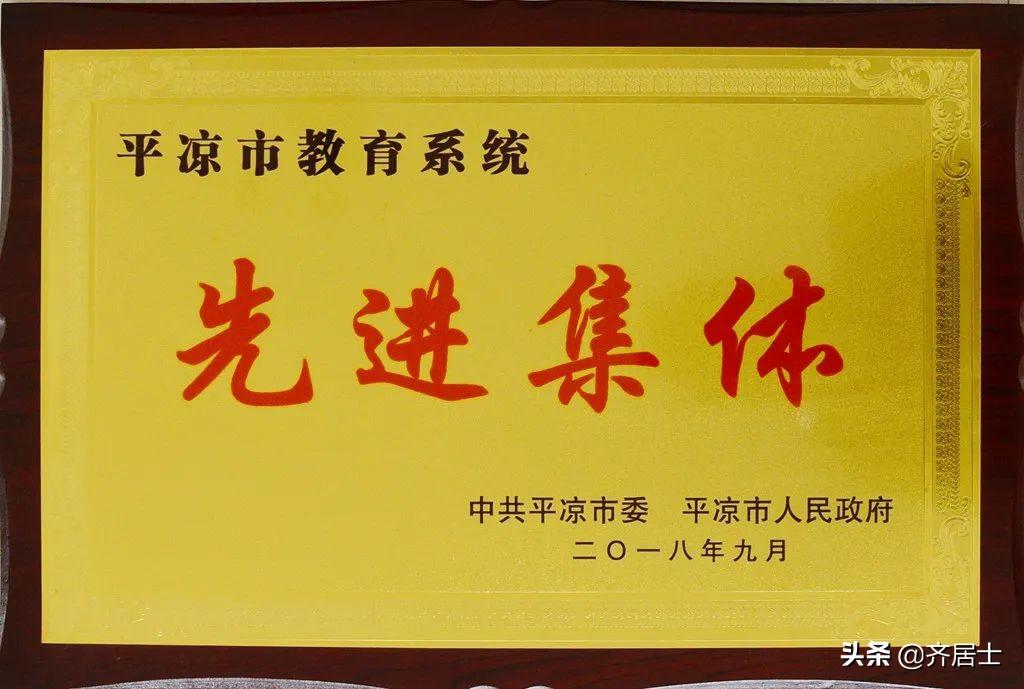 平凉市教育系统
先进集体
中共平凉市委 平凉市人民政府
二〇一八年九月
头条 @齐居士